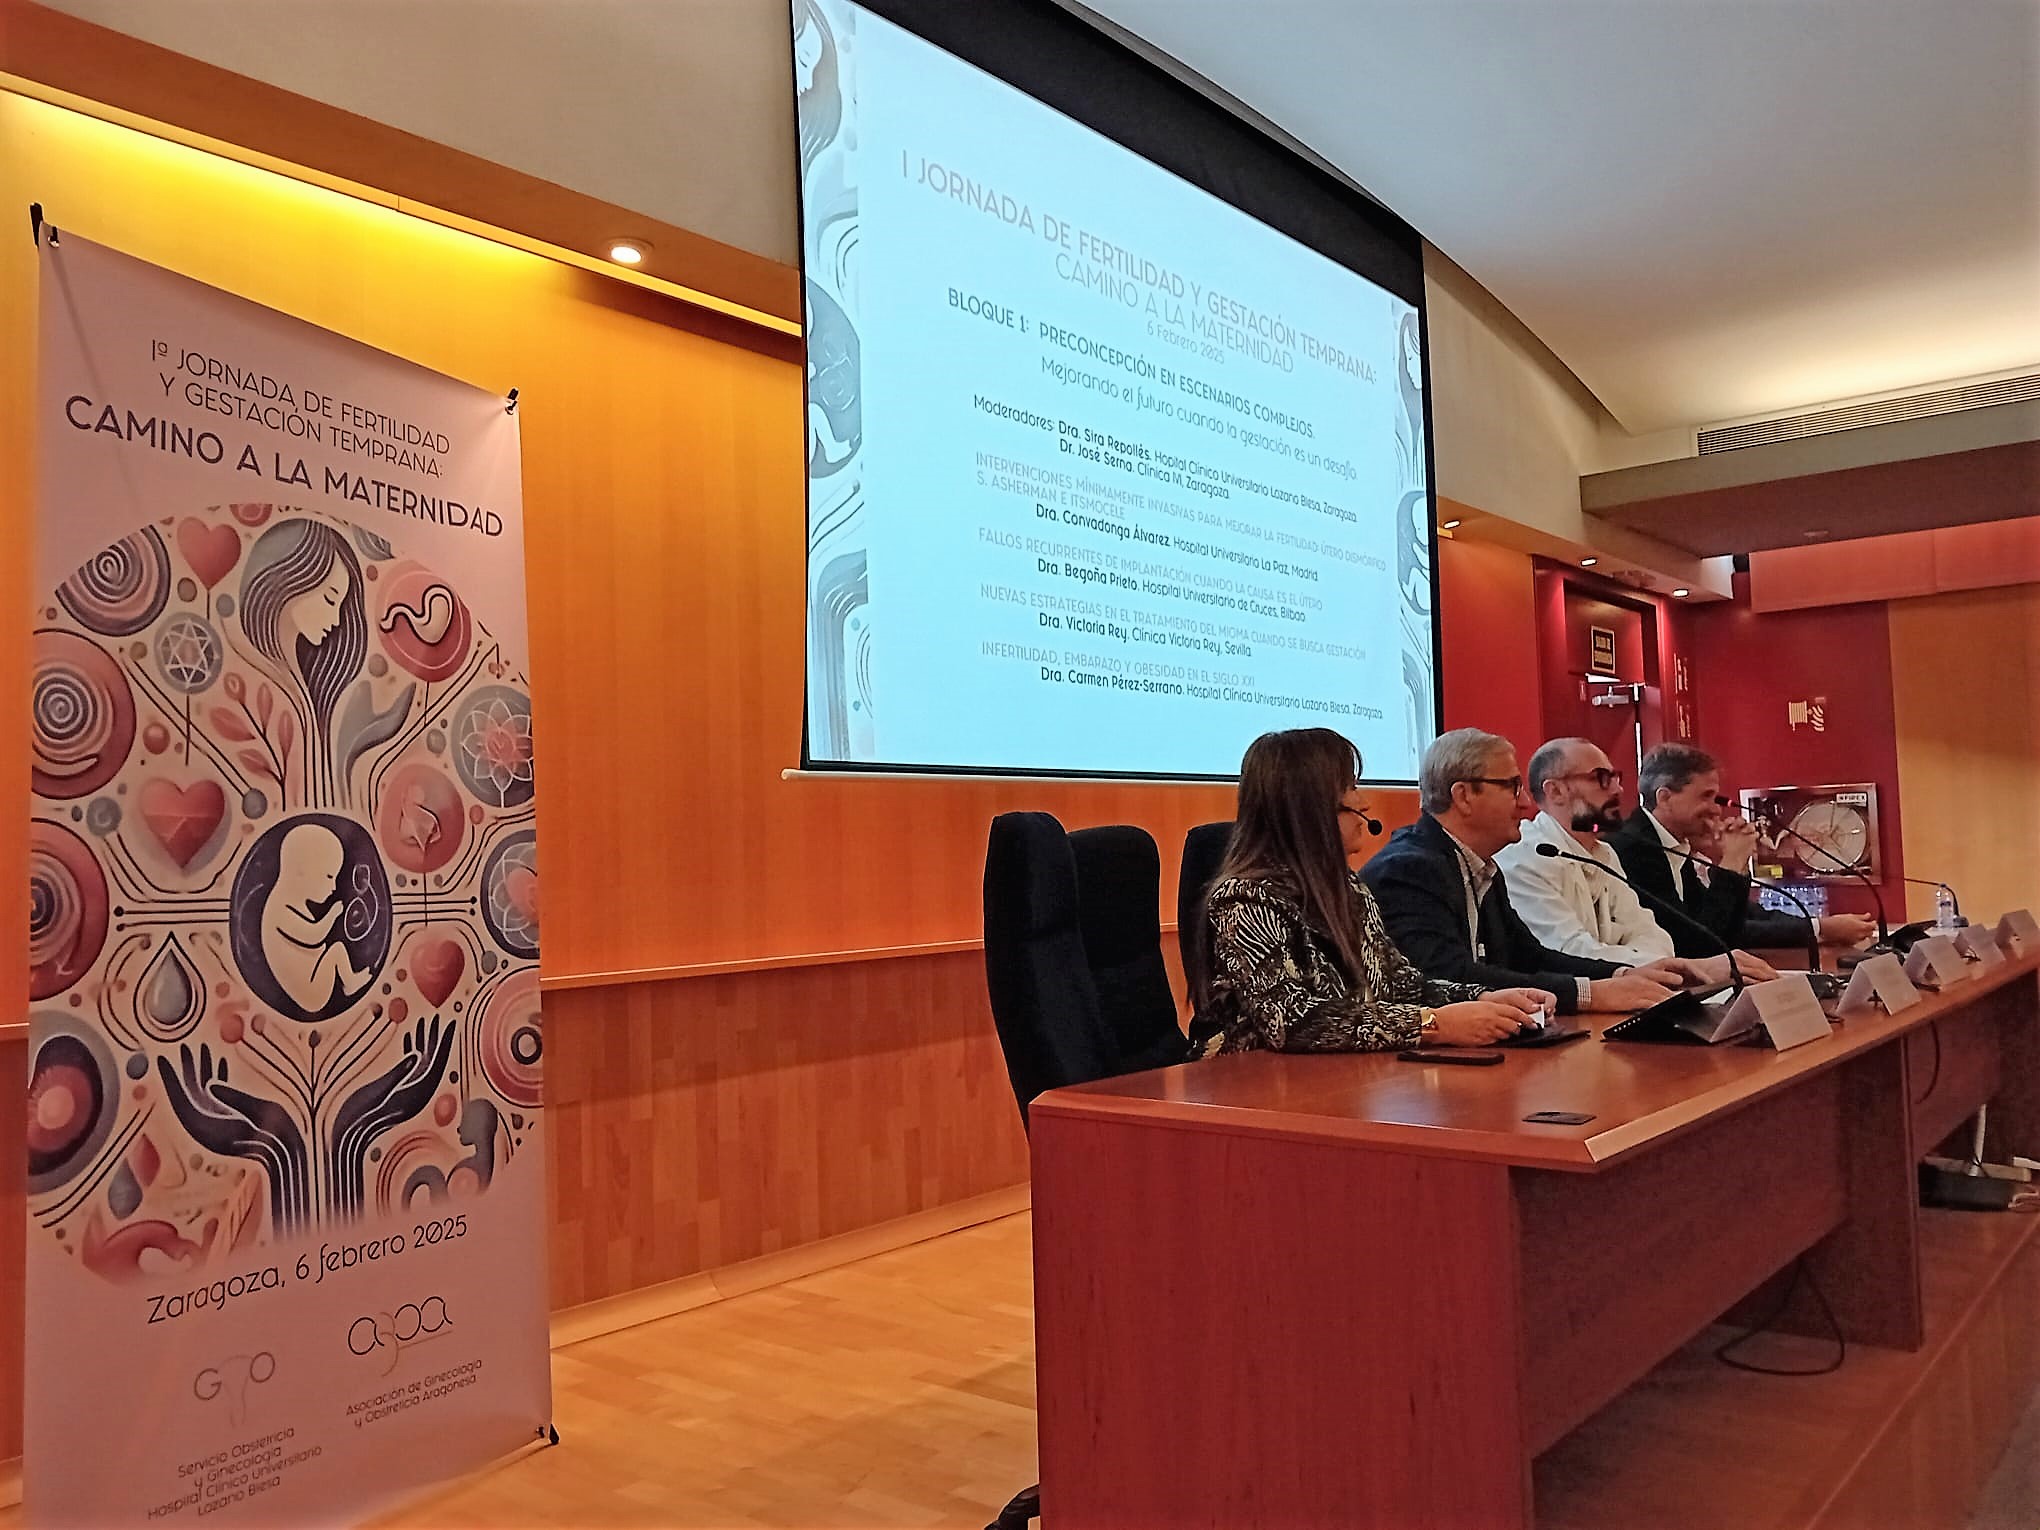 Iº JORNADA DE FERTILIDAD
Y GESTACIÓN TEMPRANA:
CAMINO A LA MATERNIDAD
Zaragoza, 6 febrero 2025
GO
Servicio Obstetricia
y Ginecología
Hospital Clínico Universitario
Lozano Blesa
agoa
Asociación de Ginecología
y Obstreticia Aragonesa
I JORNADA DE FERTILIDAD Y GESTACIÓN TEMPRANA:
CAMINO A LA MATERNIDAD
6 Febrero 2025
BLOQUE 1: PRECONCEPCIÓN EN ESCENARIOS COMPLEJOS.
Mejorando el futuro cuando la gestación es un desafío.
Moderadores: Dra. Sira Repollés. Hopital Clínico Universitario Lozano Blesa, Zaragoza.
Dr. José Serna. Clínica IVI, Zaragoza.
INTERVENCIONES MÍNIMAMENTE INVASIVAS PARA MEJORAR LA FERTILIDAD: ÚTERO DISMÓRFICO
S. ASHERMAN E ITSMOCELE
Dra. Convadonga Álvarez. Hospital Universitario La Paz, Madrid
FALLOS RECURRENTES DE IMPLANTACIÓN CUANDO LA CAUSA ES EL ÚTERO
Dra. Begoña Prieto. Hospital Universitario de Cruces, Bilbao
NUEVAS ESTRATEGIAS EN EL TRATAMIENTO DEL MIOMA CUANDO SE BUSCA GESTACIÓN
Dra. Victoria Rey. Clínica Victoria Rey, Sevilla.
INFERTILIDAD, EMBARAZO Y OBESIDAD EN EL SIGLO XXI
Dra. Carmen Pérez-Serrano. Hospital Clínico Universitario Lozano Blesa, Zaragoza.